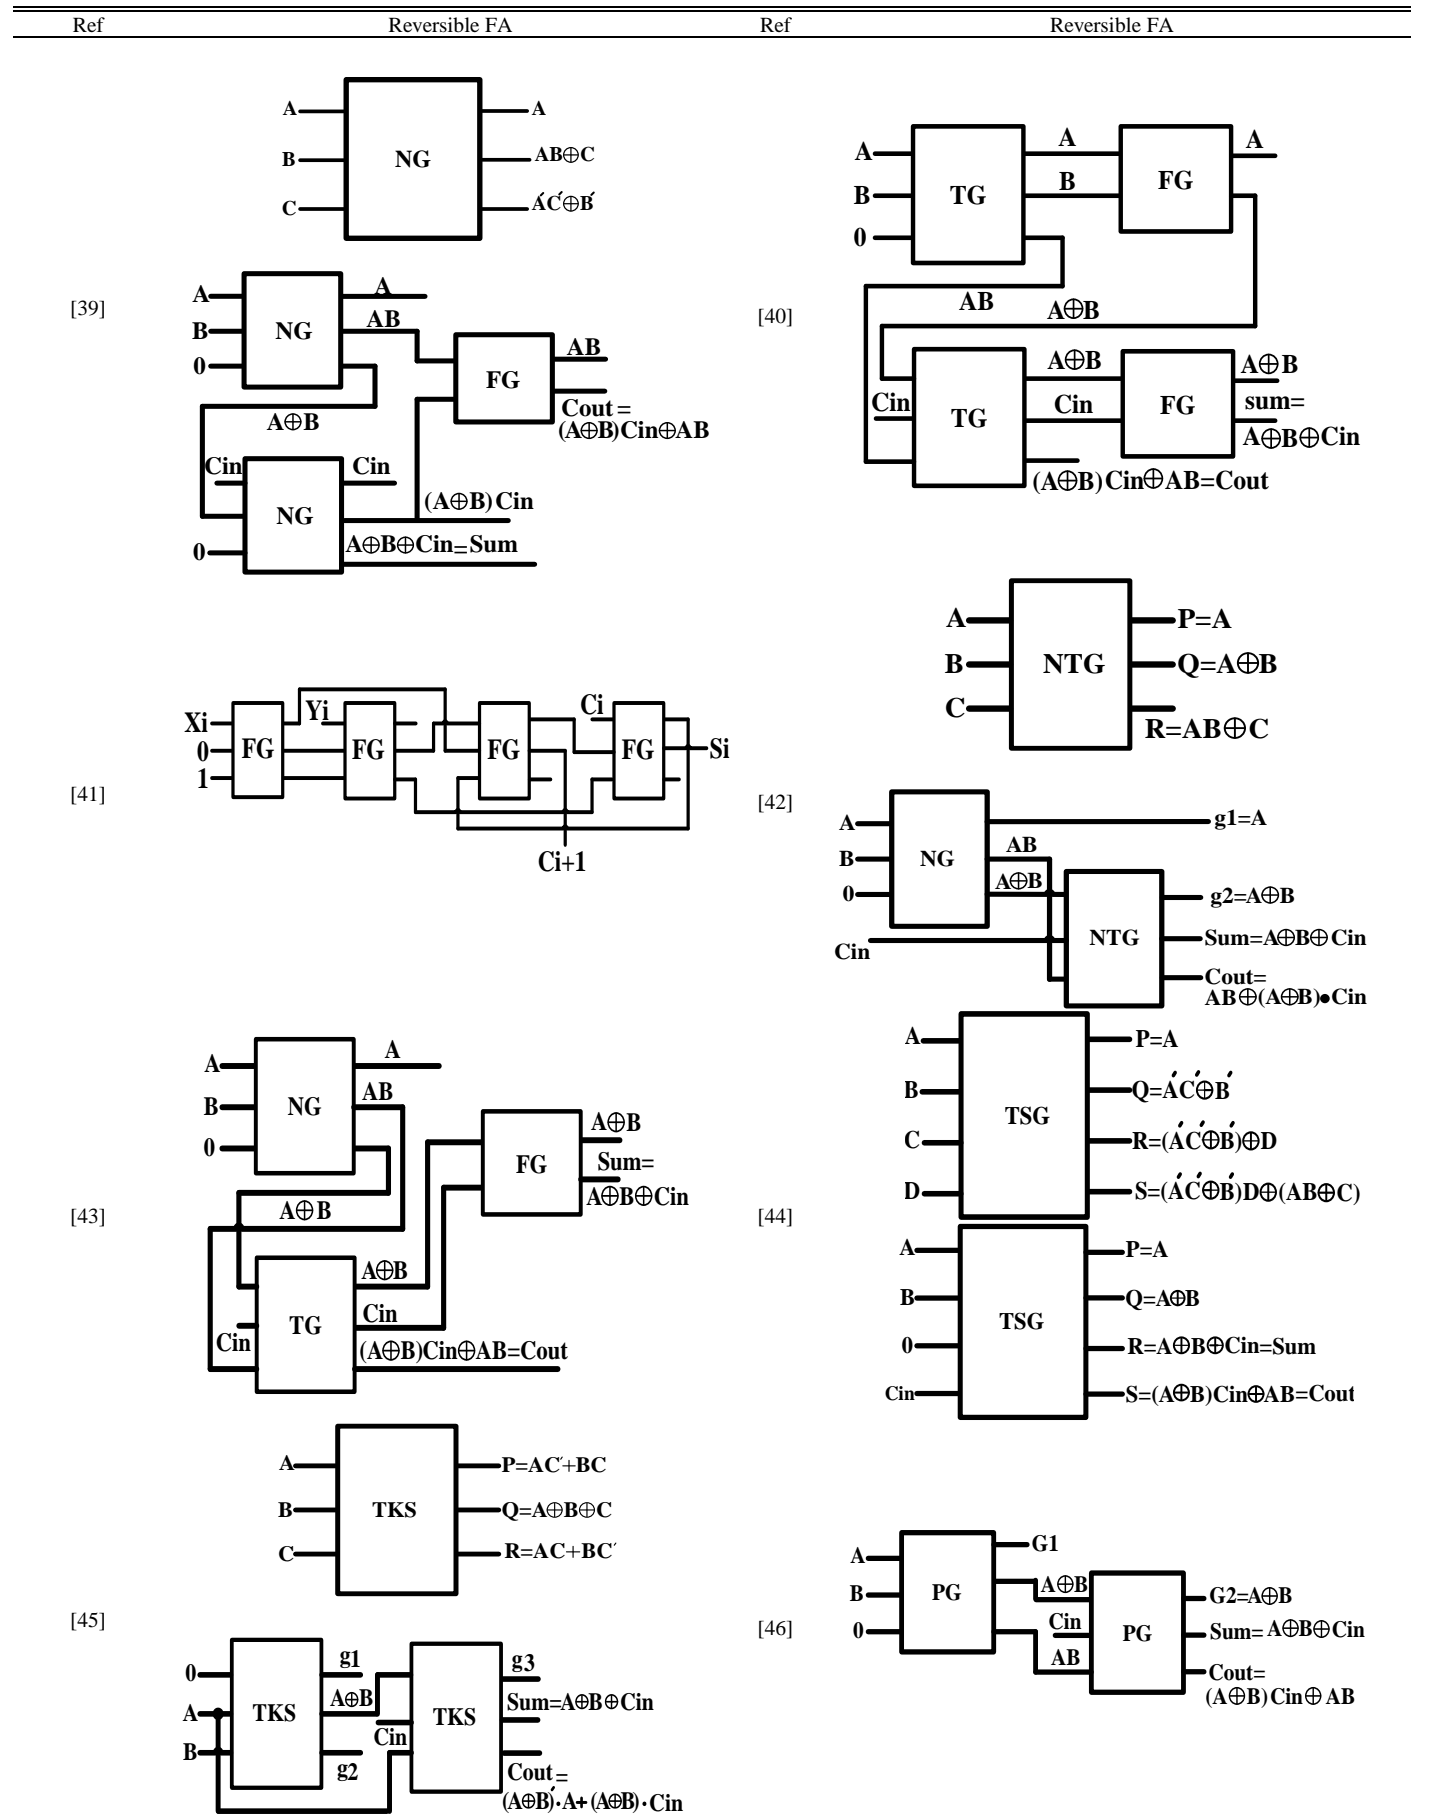 Ref Reversible FA Ref Reversible FA
[39]
A
B
C
NG
A
AB⊕C
A′C′⊕B′
A
B
0
NG
A
AB
A⊕B
FG
AB
Cout =
(A⊕B)Cin⊕AB
Cin
0
NG
Cin
(A⊕B)Cin
A⊕B⊕Cin=Sum
[40]
A
B
0
TG
A
B
FG
A
AB
A⊕B
Cin
TG
A⊕B
Cin
FG
A⊕B
sum=
A⊕B⊕Cin
(A⊕B)Cin⊕AB=Cout
[41]
Xi
0
1
FG
Yi
FG
FG
Ci
FG
Si
Ci+1
[42]
A
B
C
NTG
P=A
Q=A⊕B
R=AB⊕C
A
B
0
NG
g1=A
AB
A⊕B
Cin
NTG
g2=A⊕B
Sum=A⊕B⊕Cin
Cout=
AB⊕(A⊕B)•Cin
[43]
A
B
0
NG
A
AB
A⊕B
FG
A⊕B
Sum=
A⊕B⊕Cin
Cin
TG
A⊕B
Cin
(A⊕B)Cin⊕AB=Cout
[44]
A
B
C
D
TSG
P=A
Q=A′C′⊕B′
R=(A′C′⊕B′)⊕D
S=(A′C′⊕B′)D⊕(AB⊕C)
A
B
0
Cin
TSG
P=A
Q=A⊕B
R=A⊕B⊕Cin=Sum
S=(A⊕B)Cin⊕AB=Cout
[45]
A
B
C
TKS
P=AC′+BC
Q=A⊕B⊕C
R=AC+BC′
0
A
B
TKS
g1
A⊕B
g2
Cin
TKS
g3
Sum=A⊕B⊕Cin
Cout =
(A⊕B)′·A+(A⊕B)·Cin
[46]
A
B
0
PG
G1
A⊕B
Cin
AB
PG
G2=A⊕B
Sum= A⊕B⊕Cin
Cout=
(A⊕B)Cin⊕AB